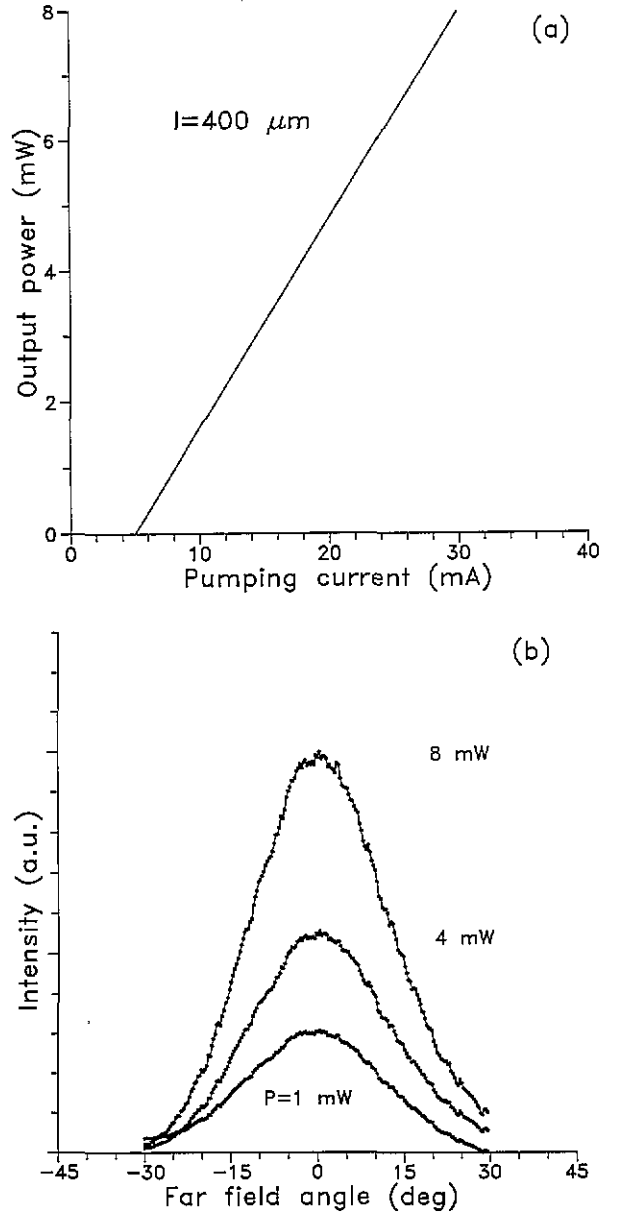 (a)
8
6
4
2
0
l=400 μm
Output power (mW)
0 10 20 30 40
Pumping current (mA)
(b)
8 mW
4 mW
P=1 mW
Intensity (a.u.)
-45 -30 -15 0 15 30 45
Far field angle (deg)